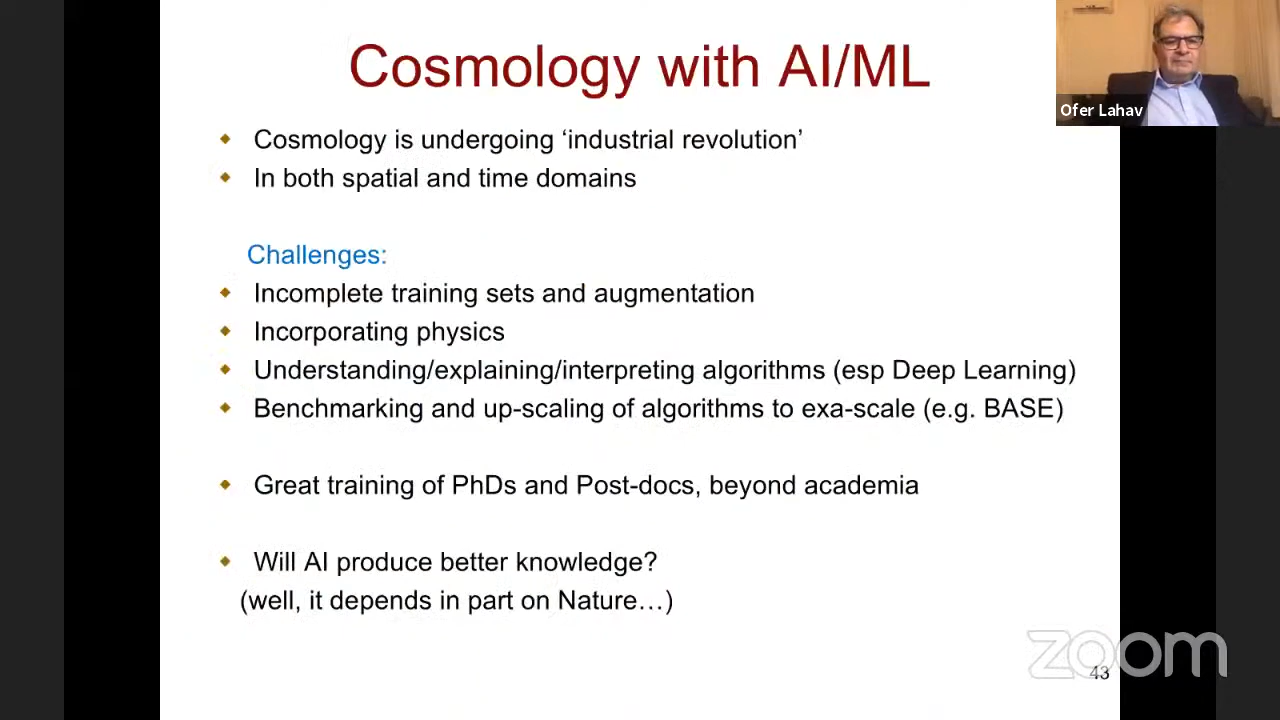 Cosmology with AI/ML
Ofer Lahav
Cosmology is undergoing ‘industrial revolution’
In both spatial and time domains
Challenges:
Incomplete training sets and augmentation
Incorporating physics
Understanding/explaining/interpreting algorithms (esp Deep Learning)
Benchmarking and up-scaling of algorithms to exa-scale (e.g. BASE)
Great training of PhDs and Post-docs, beyond academia
Will AI produce better knowledge?
(well, it depends in part on Nature…)
zoom
43